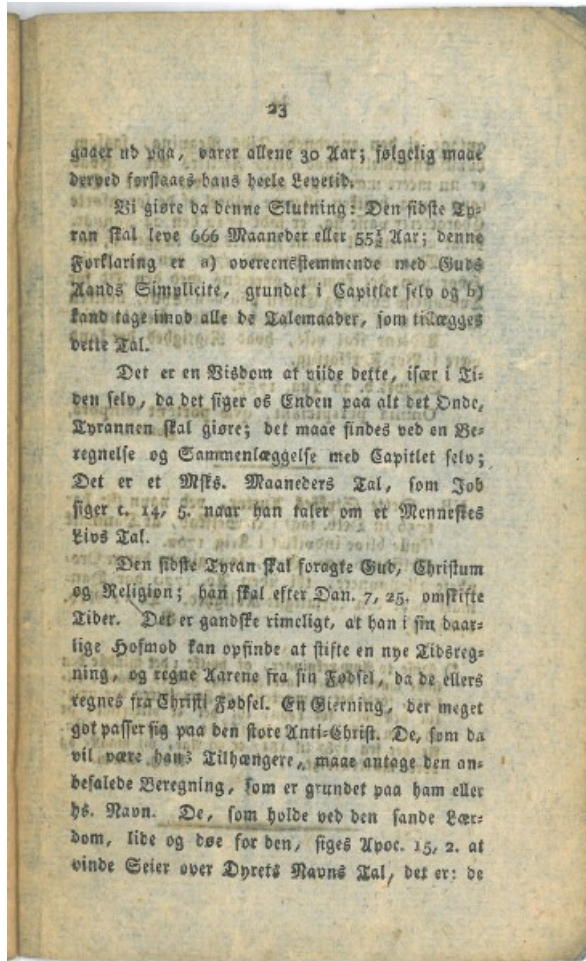 23
gaaer ud paa, varer allene 30 Aar; følgelig maae
derved forstaaes hans heele Levetid.
Vi giøre da denne Slutning: Den sidste Ty-
ran skal leve 666 Maaneder eller 55½ Aar; denne
Forklaring er a) overeensstemmende med Guds
Aands Simplicite, grundet i Capitlet selv og b)
kand tage imod alle de Talemaader, som tillægges
dette Tal.
Det er en Visdom at vijde dette, især i Ti-
den selv, da det siger os Enden paa alt det Onde,
Tyrannen skal giøre; det maae findes ved en Be-
regnelse og Sammenlæggelse med Capitlet selv;
Det er et Msks. Maaneders Tal, som Job
siger c. 14, 5. naar han taler om et Menneskes
Livs Tal.
Den sidste Tyran skal foragte Gud, Christum
og Religion; han skal efter Dan. 7, 25. omskifte
Tider. Det er gandske rimeligt, at han i sin daar-
lige Hofmod kan opfinde at stifte en nye Tidsreg-
ning, og regne Aarene fra sin Fødsel, da de ellers
regnes fra Christi Fødsel. En Gierning, der meget
got passer sig paa den store Anti-Christ. De, som da
vil være hans Tilhængere, maae antage den an-
befalede Beregning, som er grundet paa ham eller
hs. Navn. De, som holde ved den sande Lær-
dom, lide og døe for den, siges Apoc. 15, 2. at
vinde Seier over Dyrets Navns Tal, det er: de